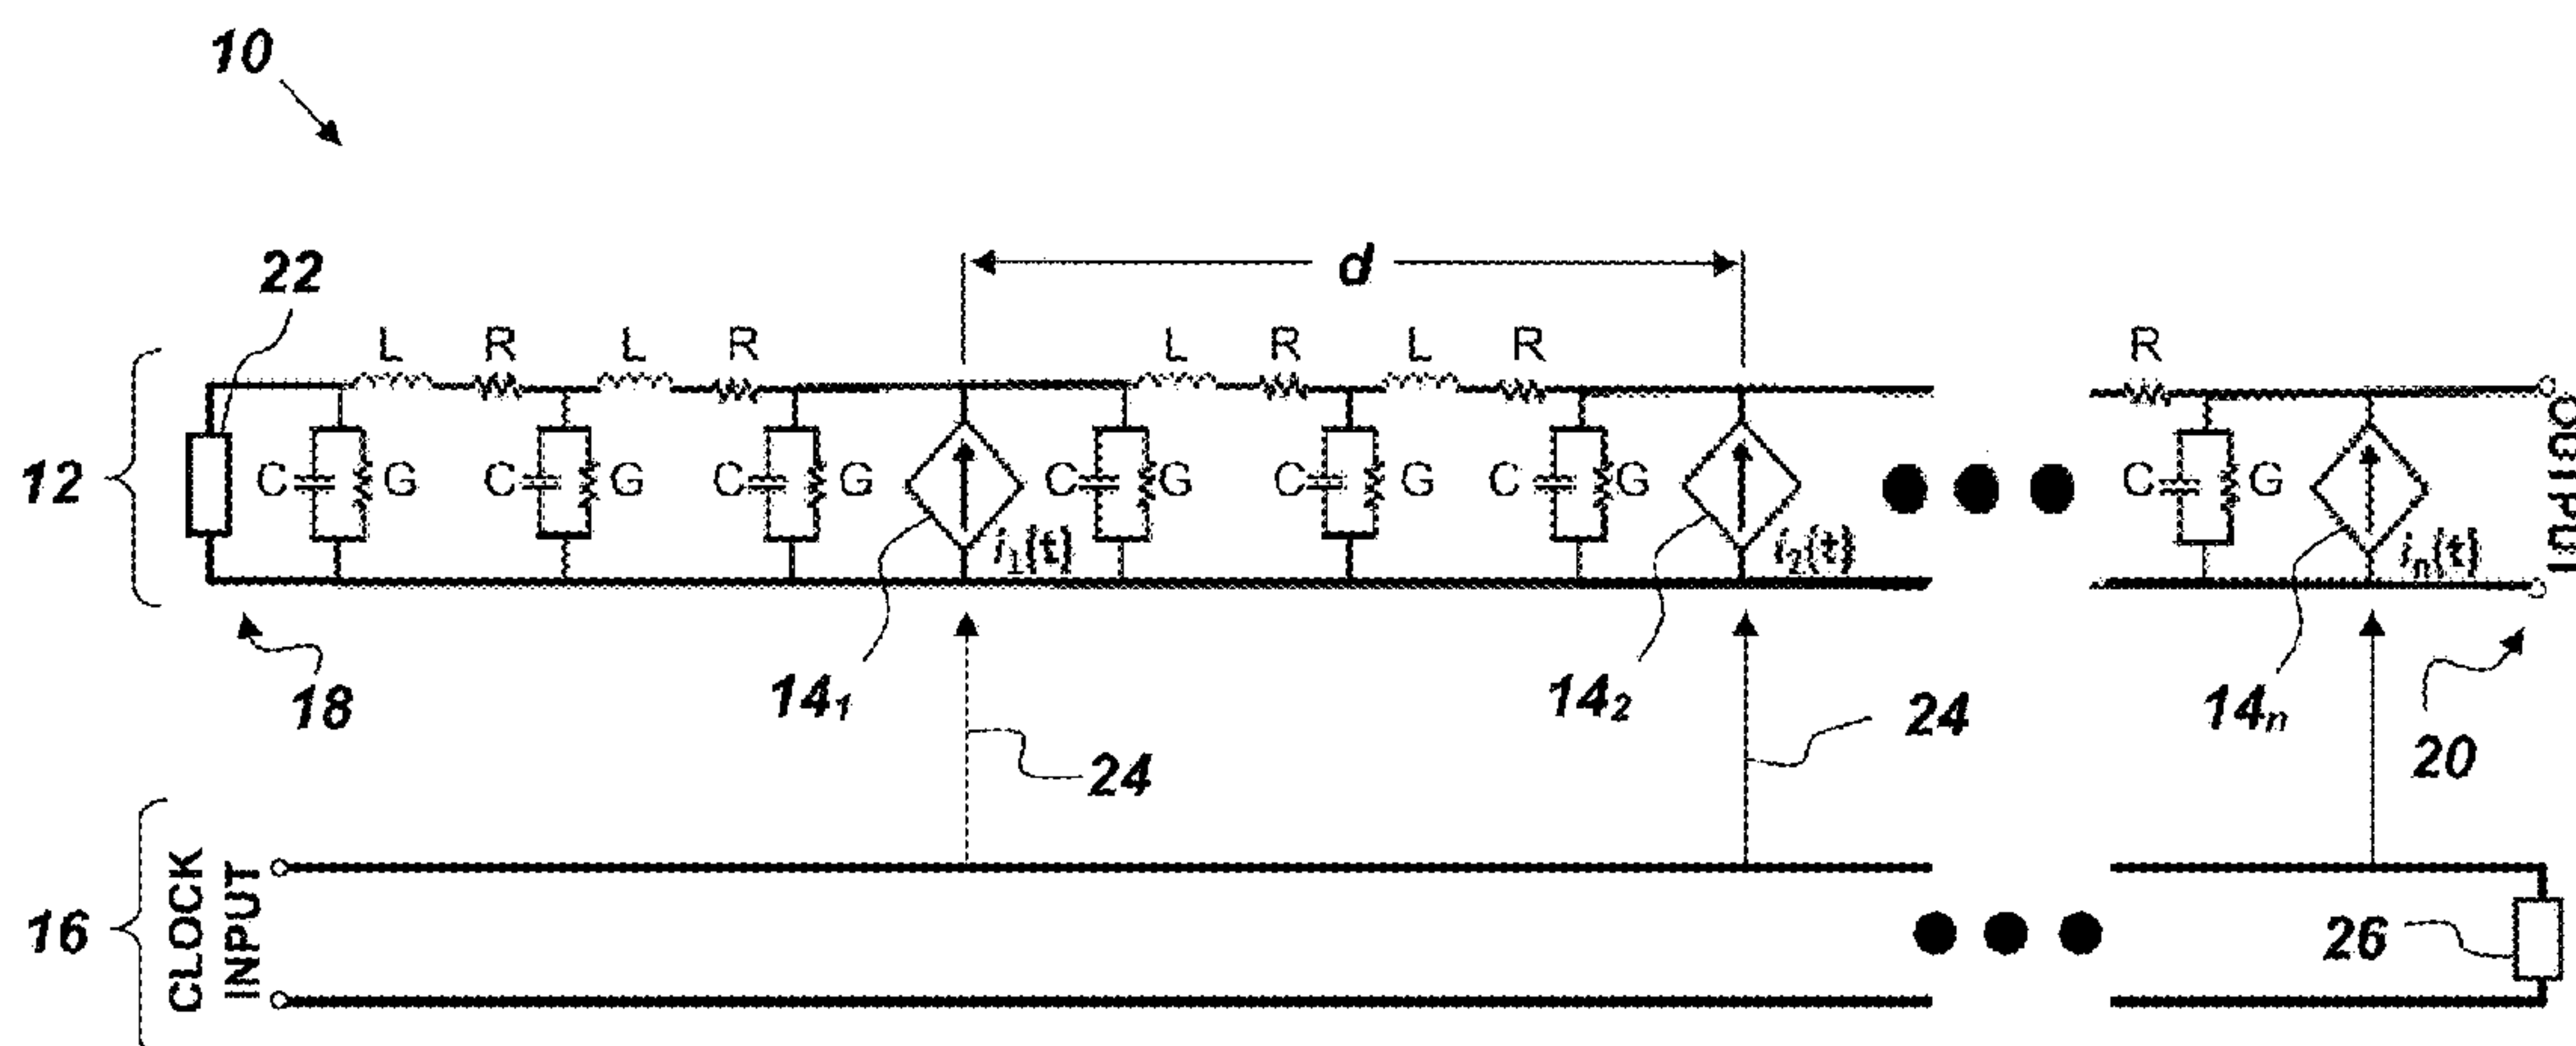 10
22
d
L R L R L R L R R
12
C G C G C G C G C G C G C G
i₁(t) i₂(t) iₙ(t)
OUTPUT
18
14₁
14₂
14ₙ
24
24
20
16
CLOCK
INPUT
26